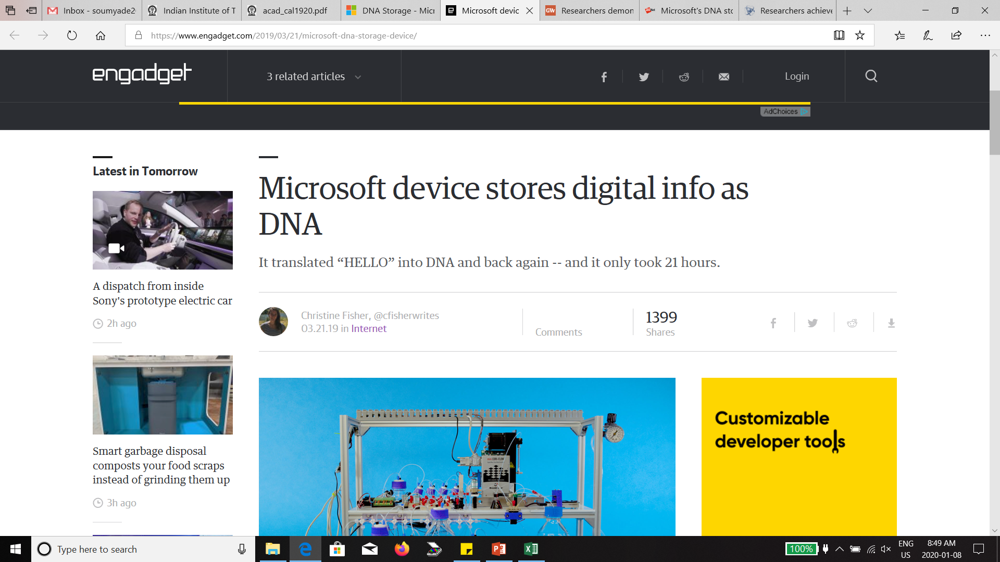 Inbox - soumyade2
Indian Institute of T
acad_cal1920.pdf
DNA Storage - Micr
Microsoft devic
GW
Researchers demon
Microsoft's DNA sto
Researchers achieve
https://www.engadget.com/2019/03/21/microsoft-dna-storage-device/
engadget
3 related articles
Login
AdChoices
Latest in Tomorrow
A dispatch from inside
Sony's prototype electric car
2h ago
Smart garbage disposal
composts your food scraps
instead of grinding them up
3h ago
Microsoft device stores digital info as
DNA
It translated “HELLO” into DNA and back again -- and it only took 21 hours.
Christine Fisher, @cfisherwrites
03.21.19 in Internet
Comments
1399
Shares
CORI-FLOW
Customizable
developer tools
Type here to search
100%
ENG
US
8:49 AM
2020-01-08